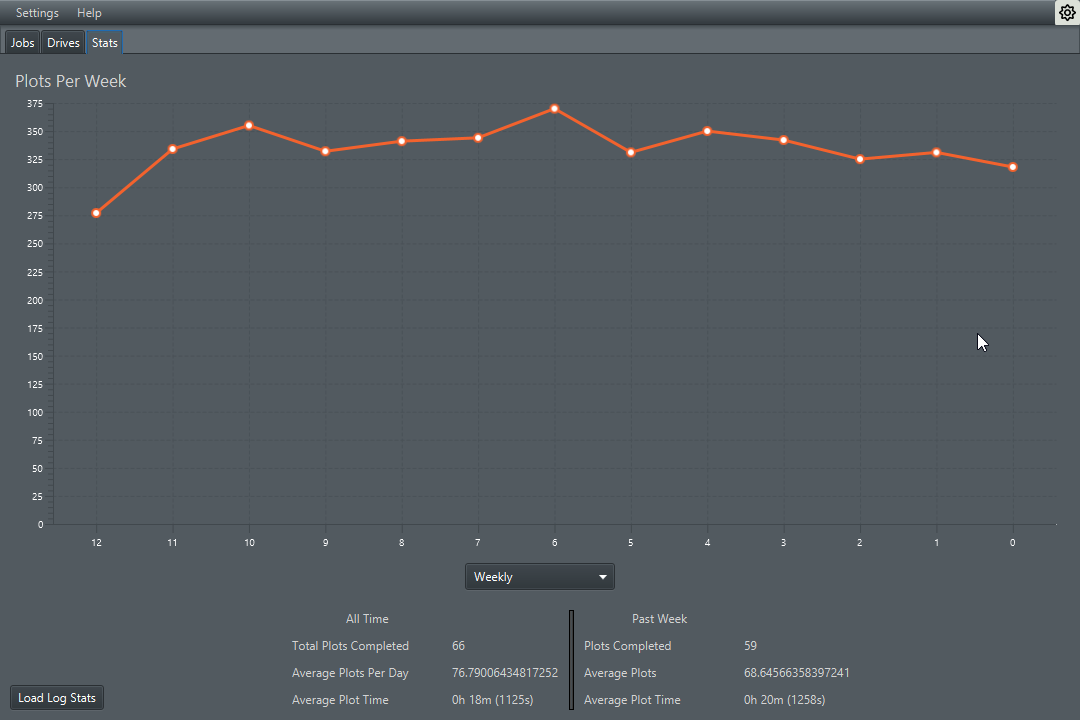 Settings Help
Jobs Drives Stats
Plots Per Week
375
350
325
300
275
250
225
200
175
150
125
100
75
50
25
0
12 11 10 9 8 7 6 5 4 3 2 1 0
Weekly
All Time Past Week
Total Plots Completed 66 Plots Completed 59
Average Plots Per Day 76.79006434817252 Average Plots 68.64566358397241
Average Plot Time 0h 18m (1125s) Average Plot Time 0h 20m (1258s)
Load Log Stats